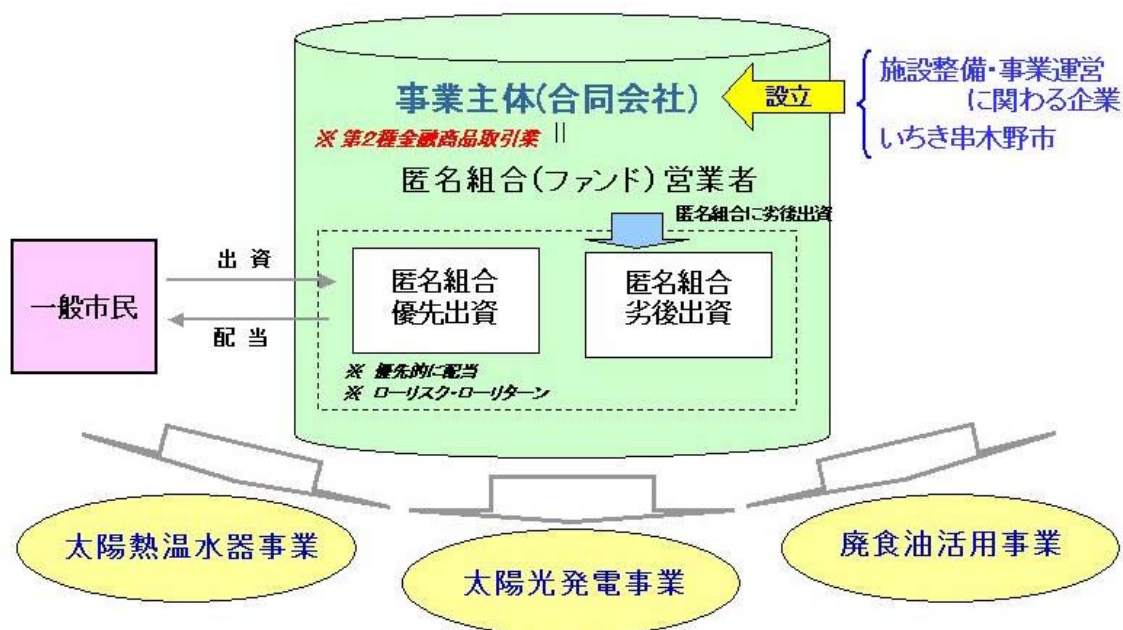 事業主体(合同会社)
※ 第2種金融商品取引業
||
匿名組合(ファンド)営業者
設立
施設整備・事業運営
に関わる企業
いちき串木野市
匿名組合に劣後出資
一般市民
出 資
配 当
匿名組合
優先出資
匿名組合
劣後出資
※ 優先的に配当
※ ローリスク・ローリターン
太陽熱温水器事業
太陽光発電事業
廃食油活用事業